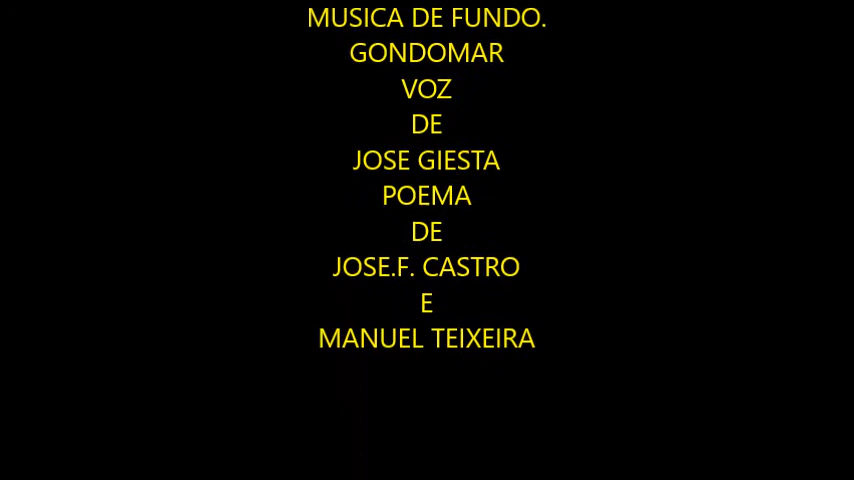 MUSICA DE FUNDO.
GONDOMAR
VOZ
DE
JOSE GIESTA
POEMA
DE
JOSE.F. CASTRO
E
MANUEL TEIXEIRA